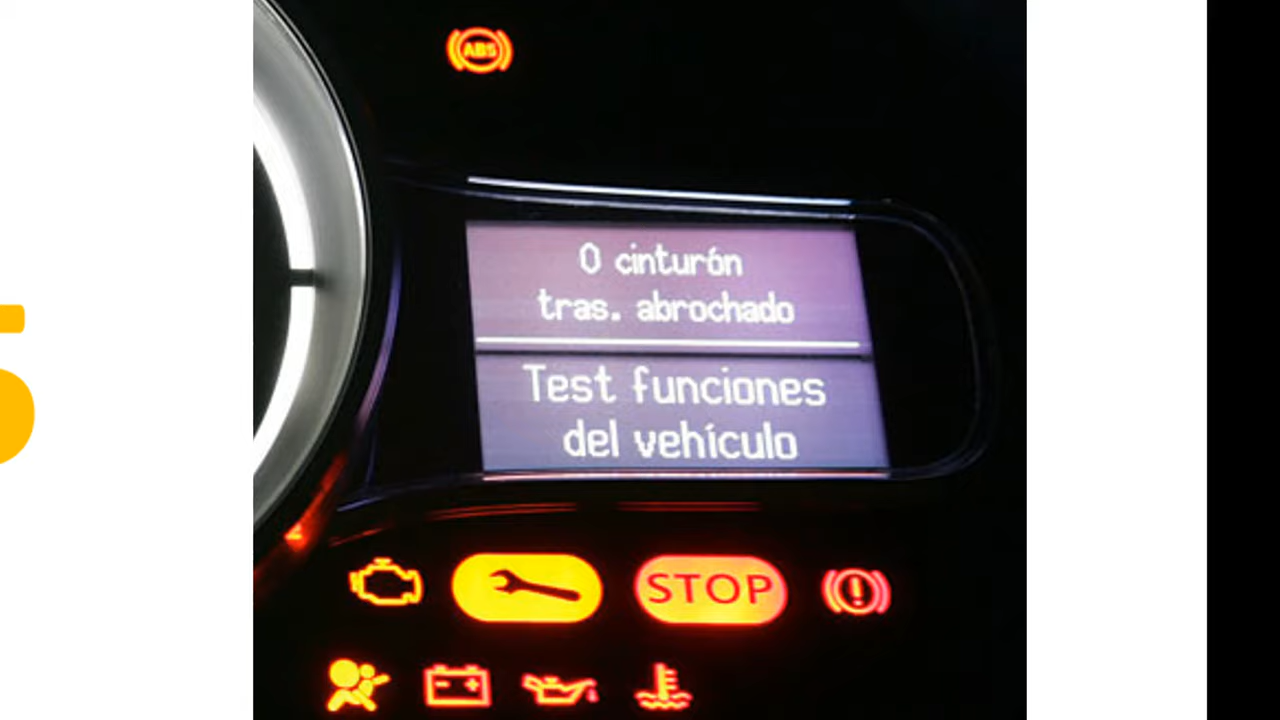 ABS
0 cinturón
tras. abrochado
Test funciones
del vehículo
STOP